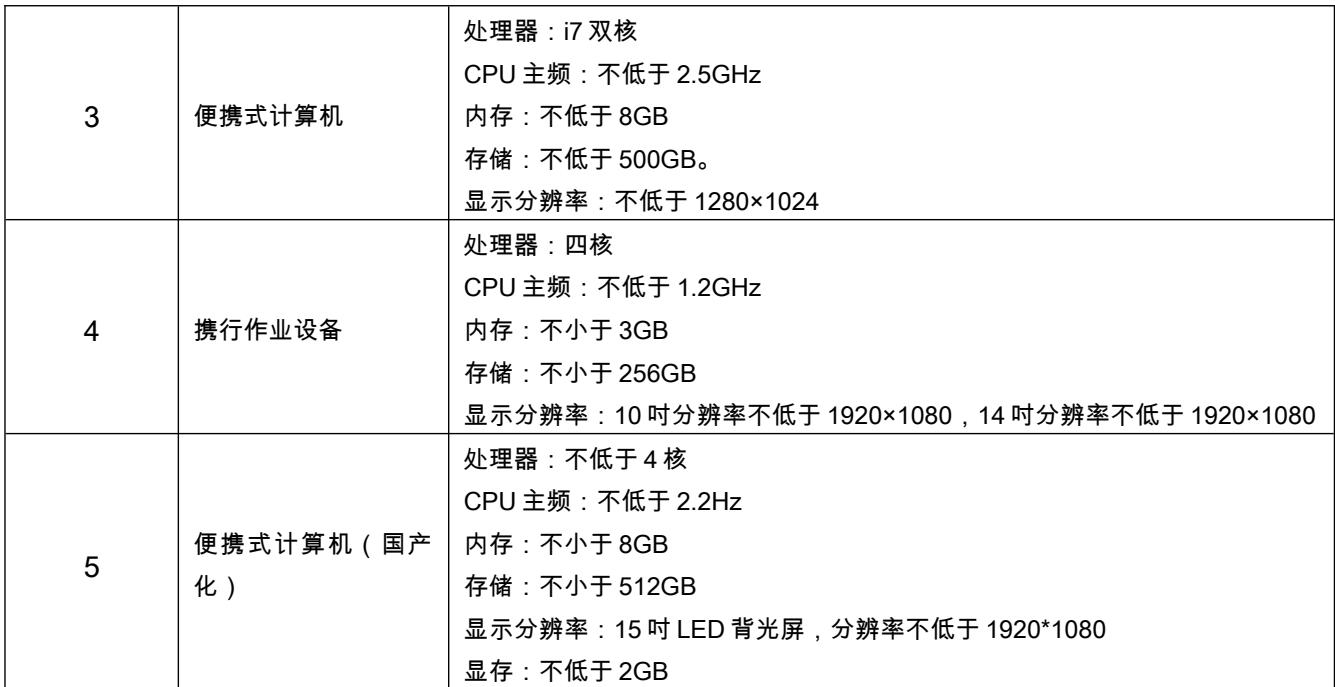 3
便携式计算机
处理器：i7 双核
CPU 主频：不低于 2.5GHz
内存：不低于 8GB
存储：不低于 500GB。
显示分辨率：不低于 1280×1024
4
携行作业设备
处理器：四核
CPU 主频：不低于 1.2GHz
内存：不小于 3GB
存储：不小于 256GB
显示分辨率：10 吋分辨率不低于 1920×1080，14 吋分辨率不低于 1920×1080
5
便携式计算机（国产
化）
处理器：不低于 4 核
CPU 主频：不低于 2.2Hz
内存：不小于 8GB
存储：不小于 512GB
显示分辨率：15 吋 LED 背光屏，分辨率不低于 1920*1080
显存：不低于 2GB